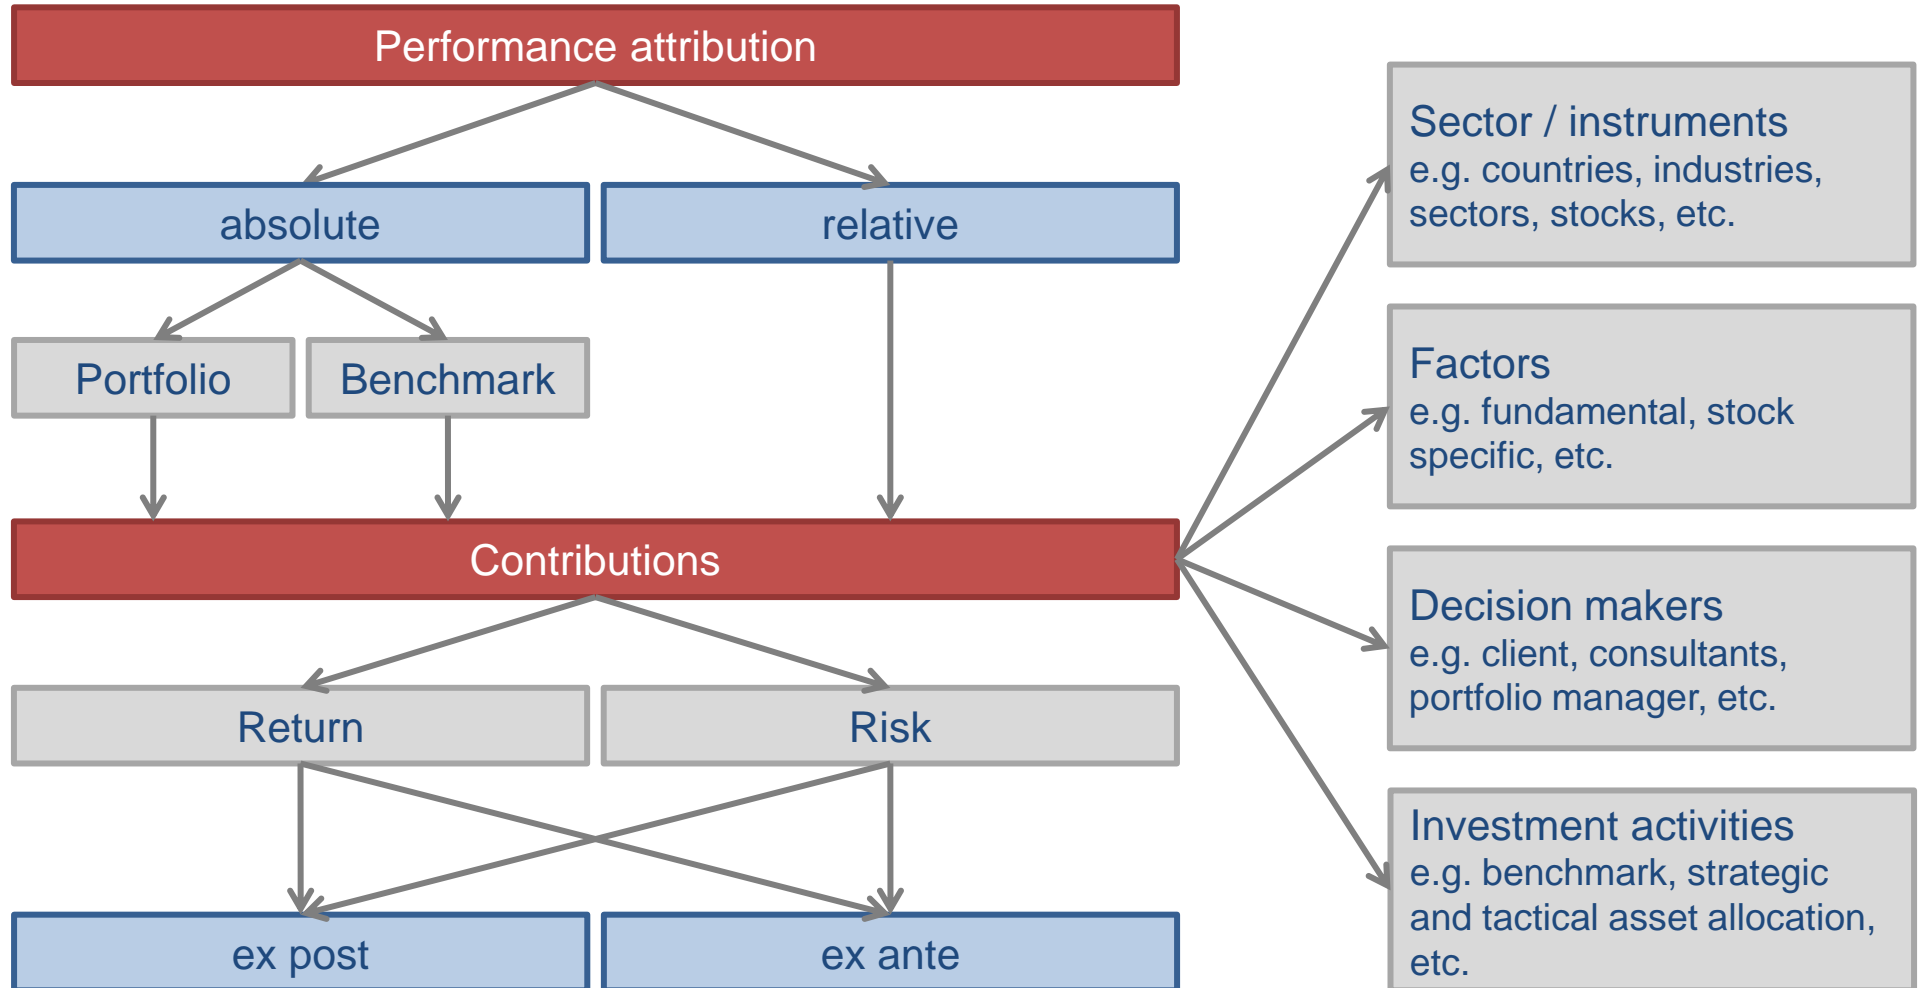 Performance attribution
absolute
relative
Portfolio
Benchmark
Contributions
Return
Risk
ex post
ex ante
Sector / instruments
e.g. countries, industries,
sectors, stocks, etc.
Factors
e.g. fundamental, stock
specific, etc.
Decision makers
e.g. client, consultants,
portfolio manager, etc.
Investment activities
e.g. benchmark, strategic
and tactical asset allocation,
etc.